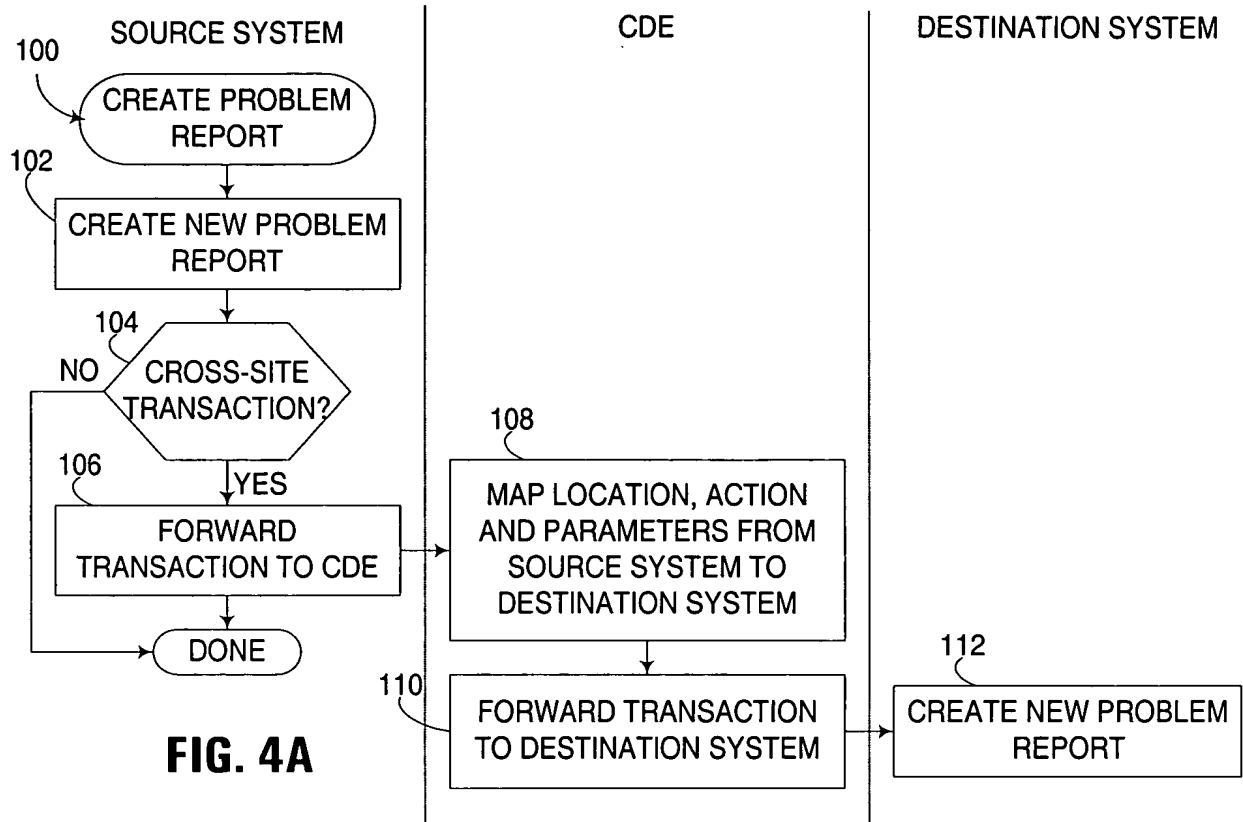 SOURCE SYSTEM
CDE
DESTINATION SYSTEM
100
CREATE PROBLEM
REPORT
102
CREATE NEW PROBLEM
REPORT
104
NO
CROSS-SITE
TRANSACTION?
106
YES
FORWARD
TRANSACTION TO CDE
DONE
108
MAP LOCATION, ACTION
AND PARAMETERS FROM
SOURCE SYSTEM TO
DESTINATION SYSTEM
110
FORWARD TRANSACTION
TO DESTINATION SYSTEM
112
CREATE NEW PROBLEM
REPORT
FIG. 4A